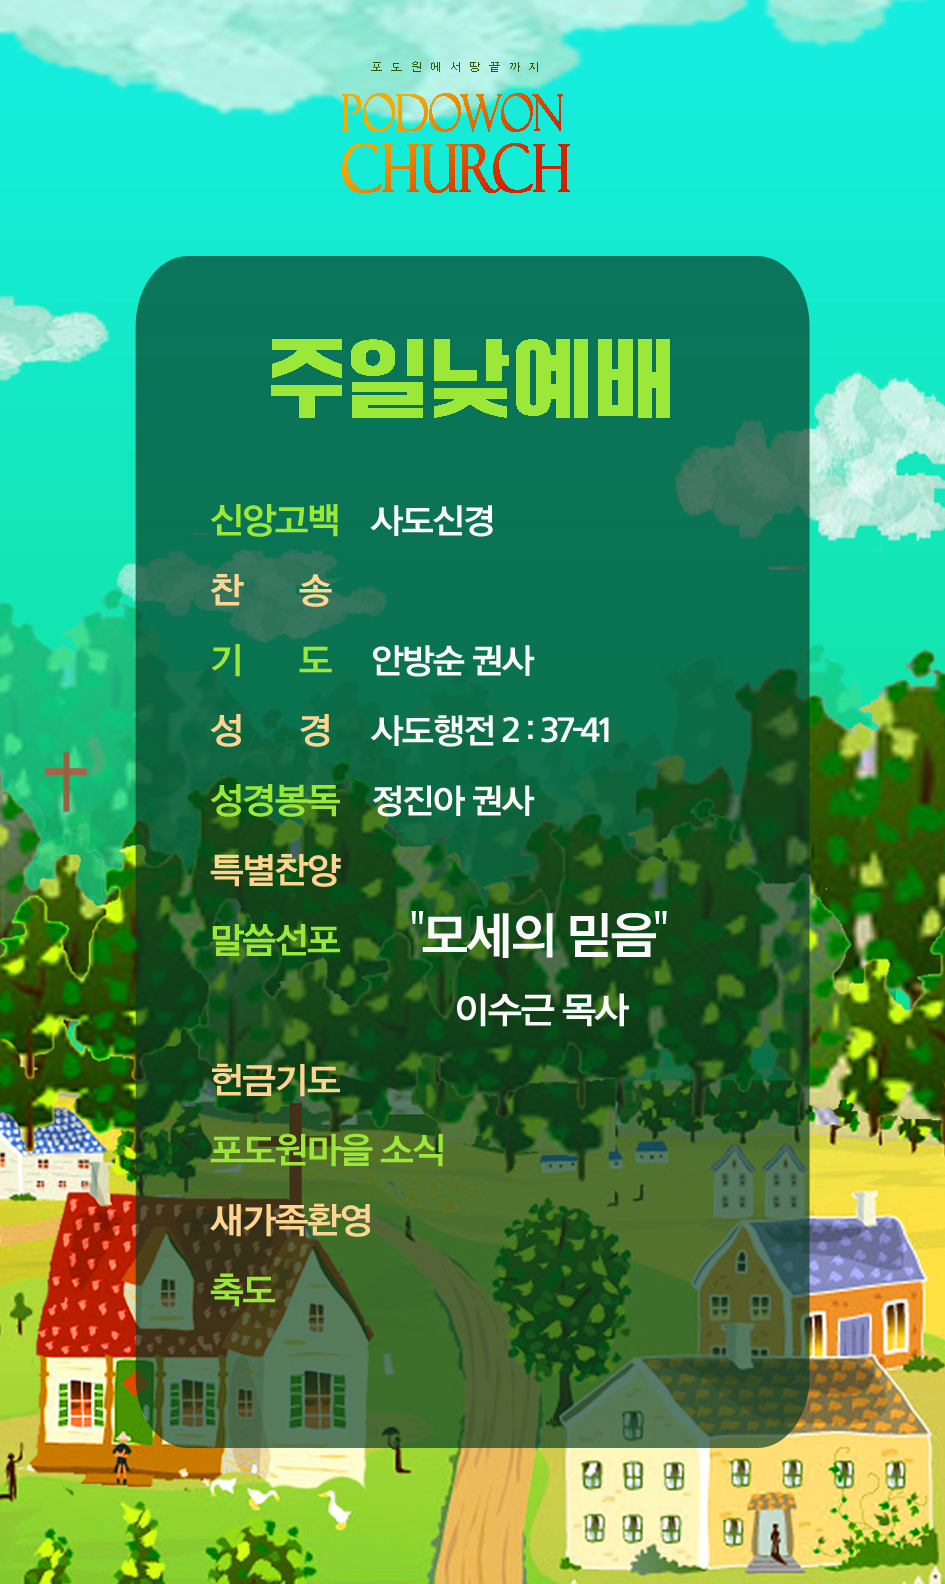 포도원에서땅끝까지
PODOWON
CHURCH
주일낮예배
신앙고백 사도신경
찬 송
기 도 안방순 권사
성 경 사도행전 2 : 37-41
성경봉독 정진아 권사
특별찬양
말씀선포 "모세의 믿음"
이수근 목사
헌금기도
포도원마을 소식
새가족환영
축도